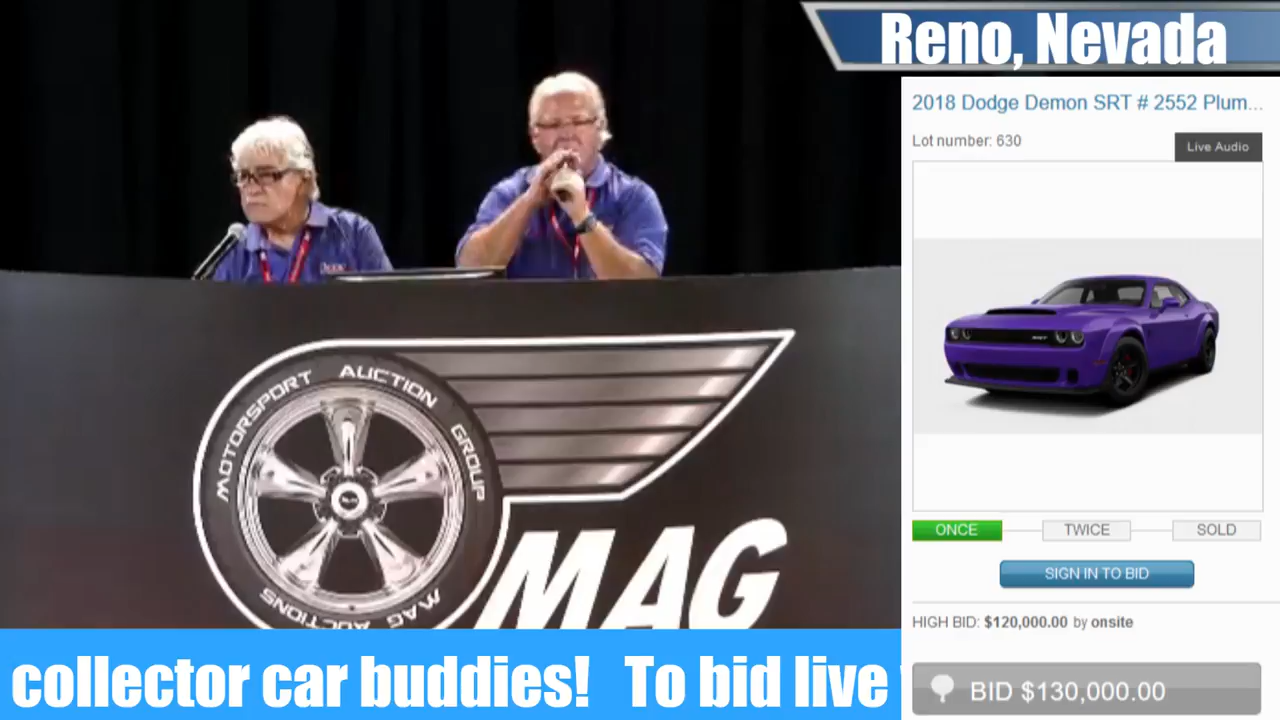 Reno, Nevada
2018 Dodge Demon SRT # 2552 Plum...
Lot number: 630
Live Audio
MOTORSPORT AUCTION GROUP
MAG AUCTIONS
MAG
ONCE
TWICE
SOLD
SIGN IN TO BID
HIGH BID: $120,000.00 by onsite
BID $130,000.00
collector car buddies! To bid live